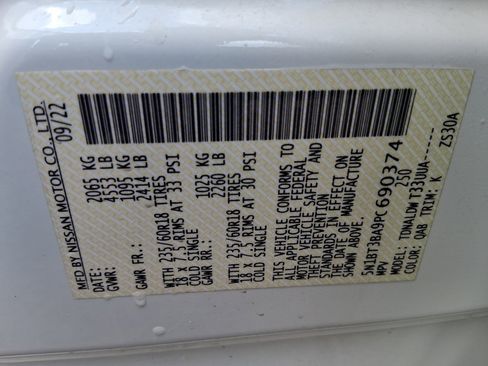 MFD BY NISSAN MOTOR CO., LTD.
09/22
2065 KG
GVWR: 4553 LB
1095 KG
GAWR FR.: 2414 LB
WITH 235/60R18 TIRES
18 x 7.5 RIMS AT 33 PSI
COLD SINGLE
1025 KG
GAWR RR.: 2260 LB
WITH 235/60R18 TIRES
18 x 7.5 RIMS AT 30 PSI
COLD SINGLE
THIS VEHICLE CONFORMS TO
ALL APPLICABLE FEDERAL
MOTOR VEHICLE SAFETY AND
THEFT PREVENTION
STANDARDS IN EFFECT ON
THE DATE OF MANUFACTURE
SHOWN ABOVE.
5N1BT3BA9PC690374
MPV 250
MODEL: TJNALDW T33UUA-----
COLOR: QAB TRIM: K ZS30A